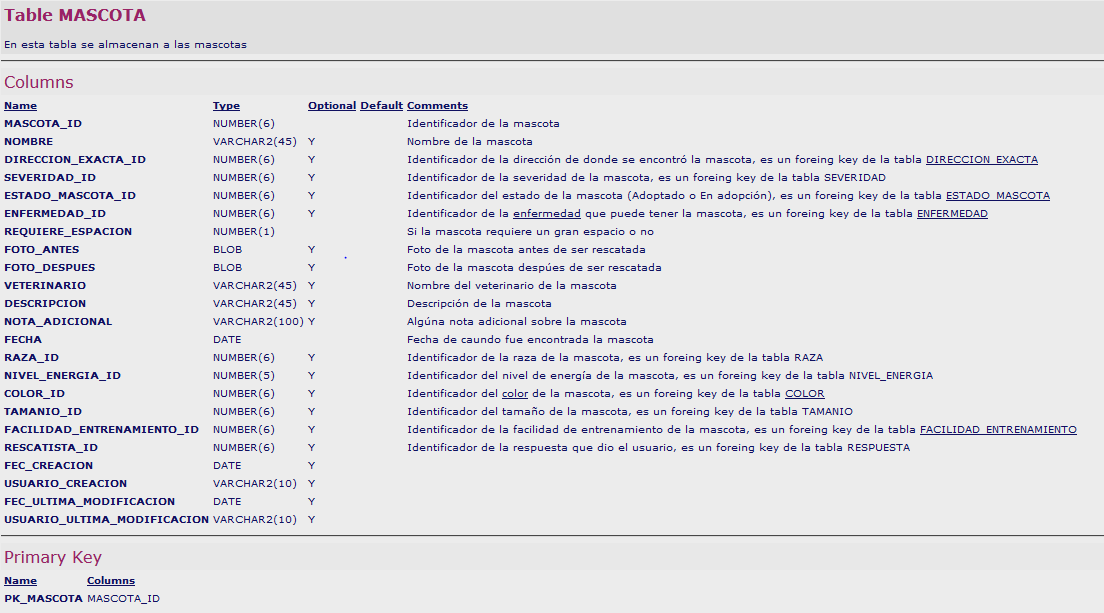 Table MASCOTA
En esta tabla se almacenan a las mascotas
Columns
Name Type Optional Default Comments
MASCOTA_ID NUMBER(6) Identificador de la mascota
NOMBRE VARCHAR2(45) Y Nombre de la mascota
DIRECCION_EXACTA_ID NUMBER(6) Y Identificador de la dirección de donde se encontró la mascota, es un foreing key de la tabla DIRECCION_EXACTA
SEVERIDAD_ID NUMBER(6) Y Identificador de la severidad de la mascota, es un foreing key de la tabla SEVERIDAD
ESTADO_MASCOTA_ID NUMBER(6) Y Identificador del estado de la mascota (Adoptado o En adopción), es un foreing key de la tabla ESTADO_MASCOTA
ENFERMEDAD_ID NUMBER(6) Y Identificador de la enfermedad que puede tener la mascota, es un foreing key de la tabla ENFERMEDAD
REQUIERE_ESPACION NUMBER(1) Si la mascota requiere un gran espacio o no
FOTO_ANTES BLOB Y Foto de la mascota antes de ser rescatada
FOTO_DESPUES BLOB Y Foto de la mascota despúes de ser rescatada
VETERINARIO VARCHAR2(45) Y Nombre del veterinario de la mascota
DESCRIPCION VARCHAR2(45) Y Descripción de la mascota
NOTA_ADICIONAL VARCHAR2(100) Y Algúna nota adicional sobre la mascota
FECHA DATE Fecha de caundo fue encontrada la mascota
RAZA_ID NUMBER(6) Y Identificador de la raza de la mascota, es un foreing key de la tabla RAZA
NIVEL_ENERGIA_ID NUMBER(5) Y Identificador del nivel de energía de la mascota, es un foreing key de la tabla NIVEL_ENERGIA
COLOR_ID NUMBER(6) Y Identificador del color de la mascota, es un foreing key de la tabla COLOR
TAMANIO_ID NUMBER(6) Y Identificador del tamaño de la mascota, es un foreing key de la tabla TAMANIO
FACILIDAD_ENTRENAMIENTO_ID NUMBER(6) Y Identificador de la facilidad de entrenamiento de la mascota, es un foreing key de la tabla FACILIDAD_ENTRENAMIENTO
RESCATISTA_ID NUMBER(6) Y Identificador de la respuesta que dio el usuario, es un foreing key de la tabla RESPUESTA
FEC_CREACION DATE Y
USUARIO_CREACION VARCHAR2(10) Y
FEC_ULTIMA_MODIFICACION DATE Y
USUARIO_ULTIMA_MODIFICACION VARCHAR2(10) Y
Primary Key
Name Columns
PK_MASCOTA MASCOTA_ID